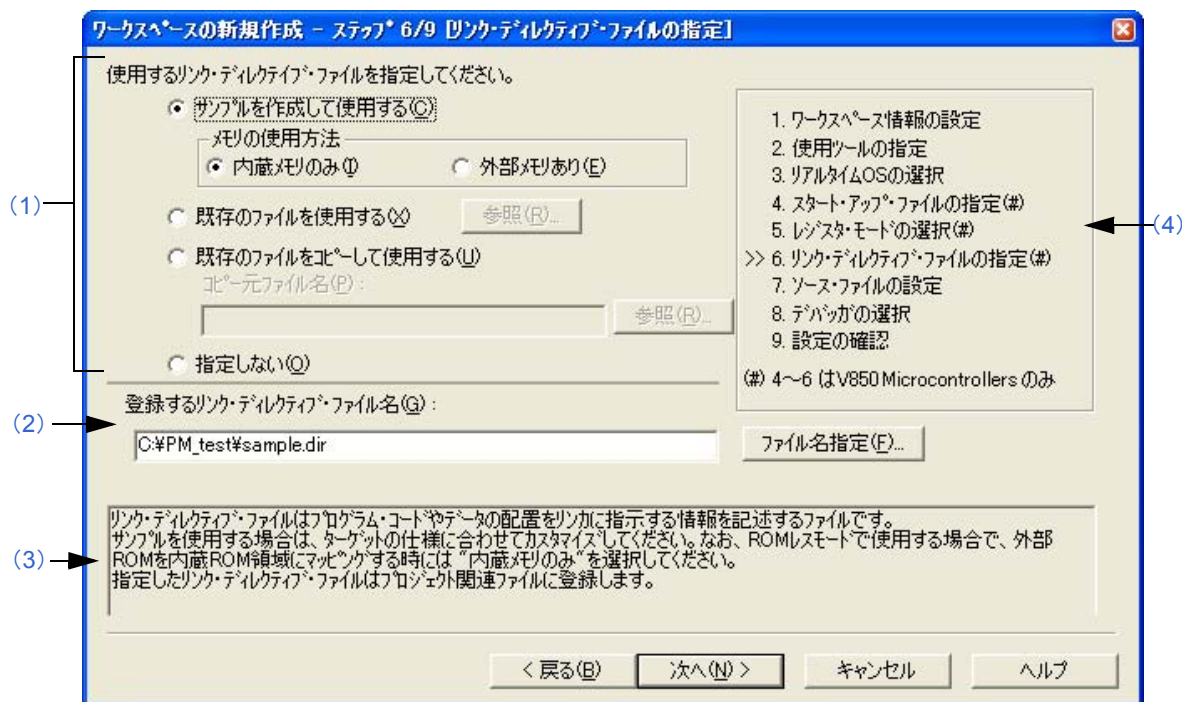 ワークスペースの新規作成 - ステップ 6/9 [リンク・ディレクティブ・ファイルの指定]
使用するリンク・ディレクティブ・ファイルを指定してください。
サンプルを作成して使用する(C)
メモリの使用方法
内蔵メモリのみ(I)
外部メモリあり(E)
既存のファイルを使用する(X)
参照(R)...
既存のファイルをコピーして使用する(U)
コピー元ファイル名(P):
参照(R)...
指定しない(O)
(1)
登録するリンク・ディレクティブ・ファイル名(G):
(2)
C:¥PM_test¥sample.dir
ファイル名指定(F)...
1. ワークスペース情報の設定
2. 使用ツールの指定
3. リアルタイムOSの選択
4. スタート・アップ・ファイルの指定(#)
5. レジスタ・モードの選択(#)
>> 6. リンク・ディレクティブ・ファイルの指定(#)
7. ソース・ファイルの設定
8. デバッガの選択
9. 設定の確認
(#) 4～6 はV850 Microcontrollers のみ
(4)
リンク・ディレクティブ・ファイルはプログラム・コードやデータの配置をリンカに指示する情報を記述するファイルです。
サンプルを使用する場合は、ターゲットの仕様に合わせてカスタマイズしてください。なお、ROMレスモードで使用する場合で、外部
ROMを内蔵ROM領域にマッピングする時には "内蔵メモリのみ"を選択してください。
指定したリンク・ディレクティブ・ファイルはプロジェクト関連ファイルに登録します。
(3)
< 戻る(B)
次へ(N) >
キャンセル
ヘルプ